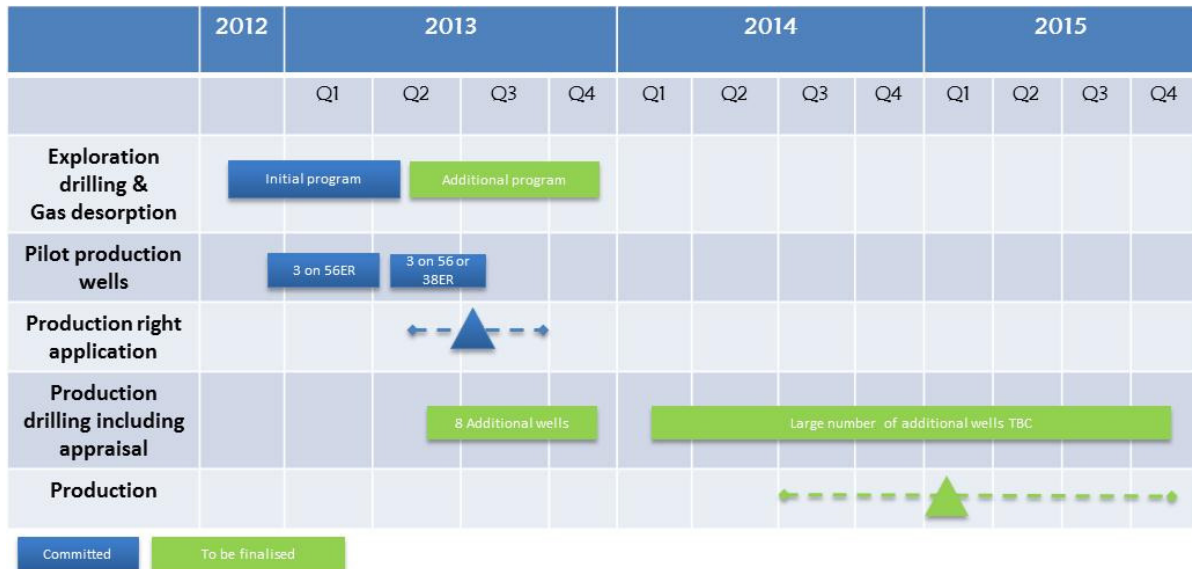 2012 2013 2014 2015
Q1 Q2 Q3 Q4 Q1 Q2 Q3 Q4 Q1 Q2 Q3 Q4
Exploration
drilling &
Gas desorption
Initial program
Additional program
Pilot production
wells
3 on 56ER
3 on 56 or
38ER
Production right
application
Production
drilling including
appraisal
8 Additional wells
Large number of additional wells TBC
Production
Committed
To be finalised